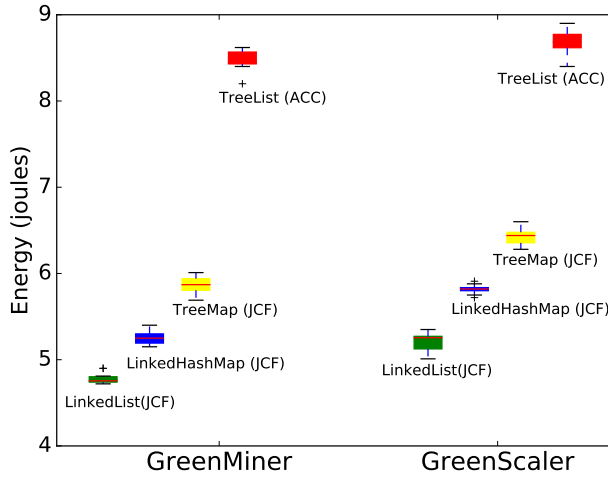 9
8
7
6
5
4
Energy (joules)
TreeList (ACC)
TreeList (ACC)
TreeMap (JCF)
TreeMap (JCF)
LinkedHashMap (JCF)
LinkedHashMap (JCF)
LinkedList(JCF)
LinkedList(JCF)
GreenMiner
GreenScaler